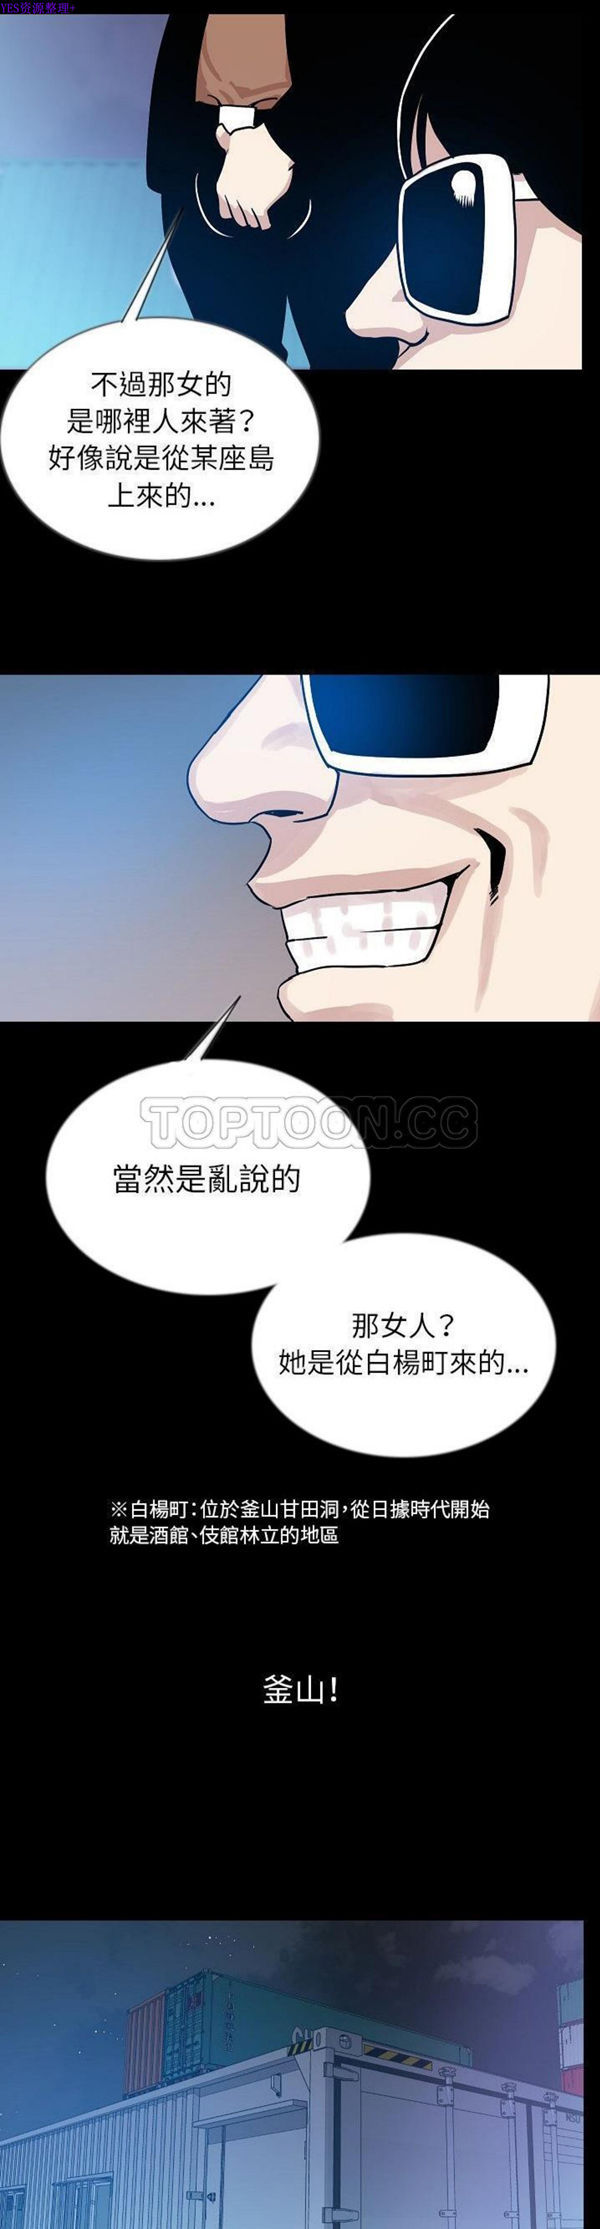 YES资源整理+
不過那女的
是哪裡人來著?
好像說是從某座島
上來的...
TOPTOON.CC
當然是亂說的
那女人?
她是從白楊町來的...
※白楊町:位於釜山甘田洞,從日據時代開始
就是酒館、伎館林立的地區
釜山!
CHO